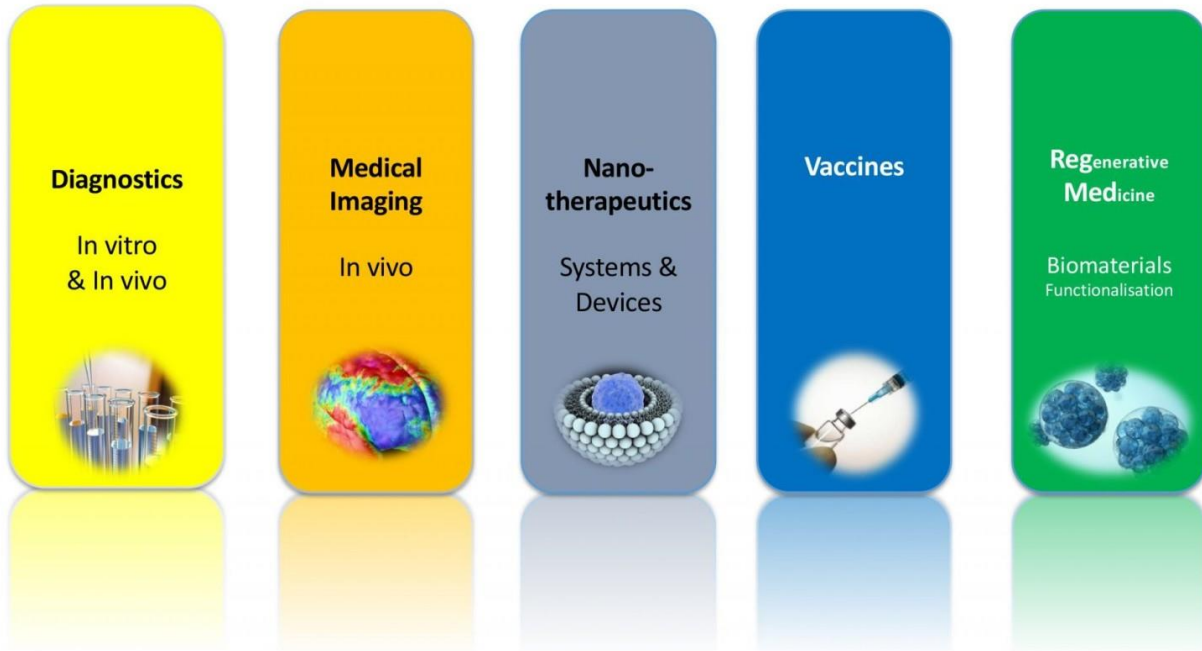 Diagnostics
In vitro
& In vivo
Medical
Imaging
In vivo
Nano-
therapeutics
Systems &
Devices
Vaccines
Regenerative
Medicine
Biomaterials
Functionalisation